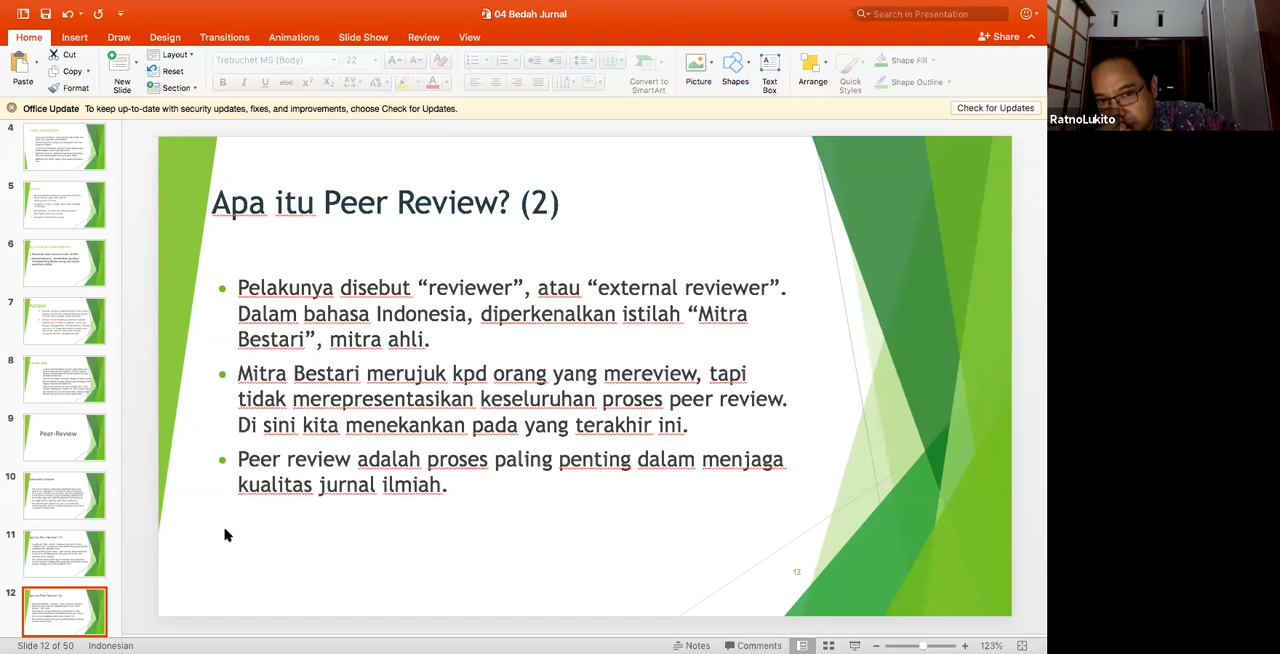 04 Bedah Jurnal
Search in Presentation
Home Insert Draw Design Transitions Animations Slide Show Review View
Share
Paste
Cut
Copy
Format
New Slide
Layout
Reset
Section
Trebuchet MS (Body) 22
Convert to SmartArt
Picture
Shapes
Text Box
Arrange
Quick Styles
Shape Fill
Shape Outline
Office Update To keep up-to-date with security updates, fixes, and improvements, choose Check for Updates.
Check for Updates
RatnoLukito
4
5
6
7
8
9
Peer-Review
10
11
12
Apa itu Peer Review? (2)
Pelakunya disebut “reviewer”, atau “external reviewer”.
Dalam bahasa Indonesia, diperkenalkan istilah “Mitra
Bestari”, mitra ahli.
Mitra Bestari merujuk kpd orang yang mereview, tapi
tidak merepresentasikan keseluruhan proses peer review.
Di sini kita menekankan pada yang terakhir ini.
Peer review adalah proses paling penting dalam menjaga
kualitas jurnal ilmiah.
12
Slide 12 of 50 Indonesian
Notes Comments 123%